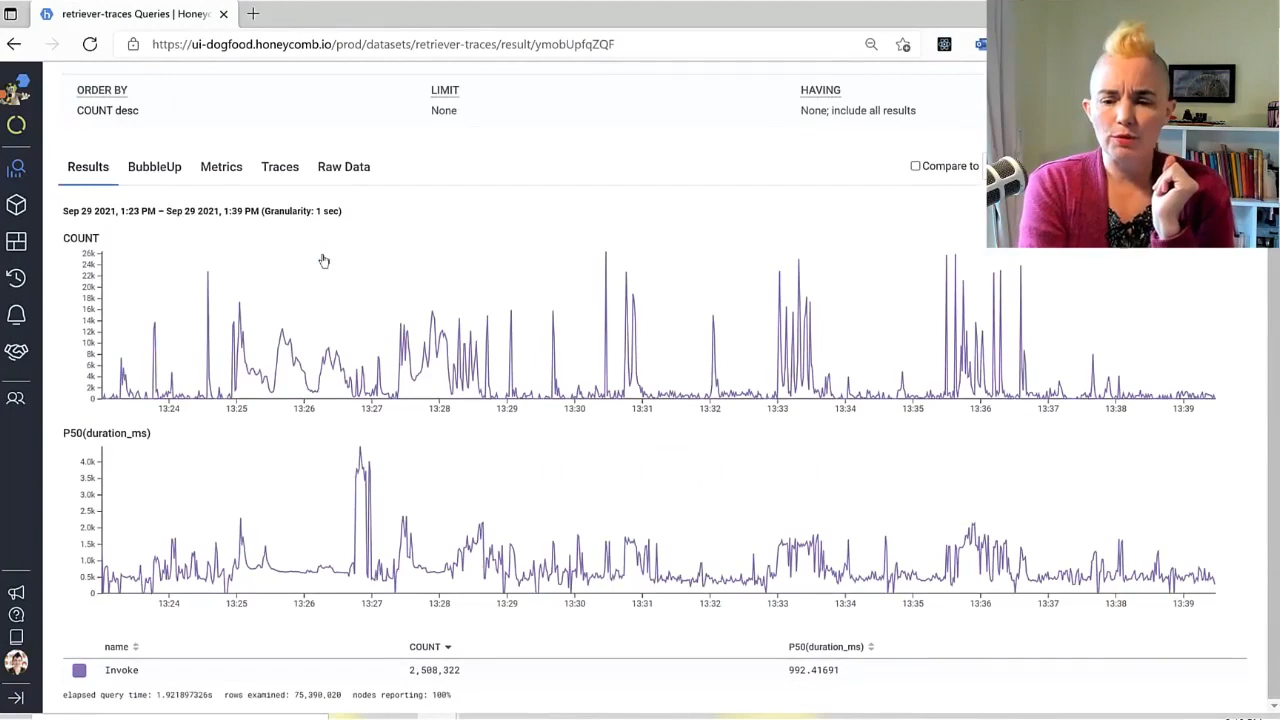 retriever-traces Queries | Honeyc
https://ui-dogfood.honeycomb.io/prod/datasets/retriever-traces/result/ymobUpfqZQF
ORDER BY LIMIT HAVING
COUNT desc None None; include all results
Results BubbleUp Metrics Traces Raw Data Compare to
Sep 29 2021, 1:23 PM – Sep 29 2021, 1:39 PM (Granularity: 1 sec)
COUNT
26k
24k
22k
20k
18k
16k
14k
12k
10k
8k
6k
4k
2k
0
13:24 13:25 13:26 13:27 13:28 13:29 13:30 13:31 13:32 13:33 13:34 13:35 13:36 13:37 13:38 13:39
P50(duration_ms)
4.0k
3.5k
3.0k
2.5k
2.0k
1.5k
1.0k
0.5k
0
13:24 13:25 13:26 13:27 13:28 13:29 13:30 13:31 13:32 13:33 13:34 13:35 13:36 13:37 13:38 13:39
name COUNT P50(duration_ms)
Invoke 2,508,322 992.41691
elapsed query time: 1.921897326s rows examined: 75,390,020 nodes reporting: 100%